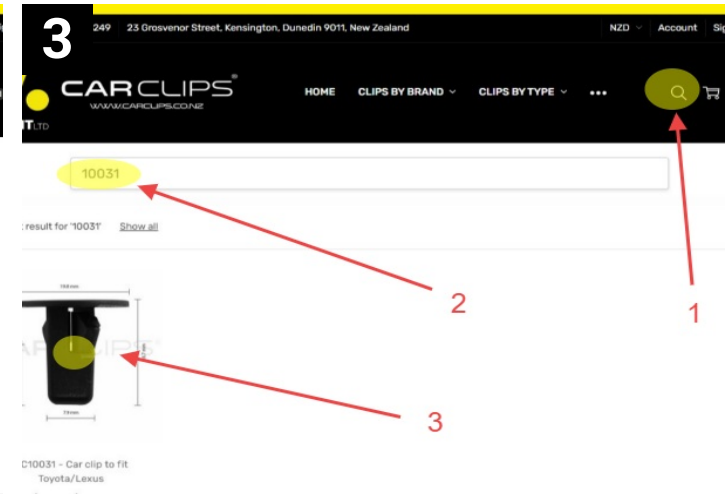 3
249 23 Grosvenor Street, Kensington, Dunedin 9011, New Zealand NZD Account
CARCLIPS®
WWW.CARCLIPS.CO.NZ
HOME CLIPS BY BRAND CLIPS BY TYPE •••
LTD
10031
result for '10031' Show all
2
1
3
7.9mm
C10031 - Car clip to fit
Toyota/Lexus